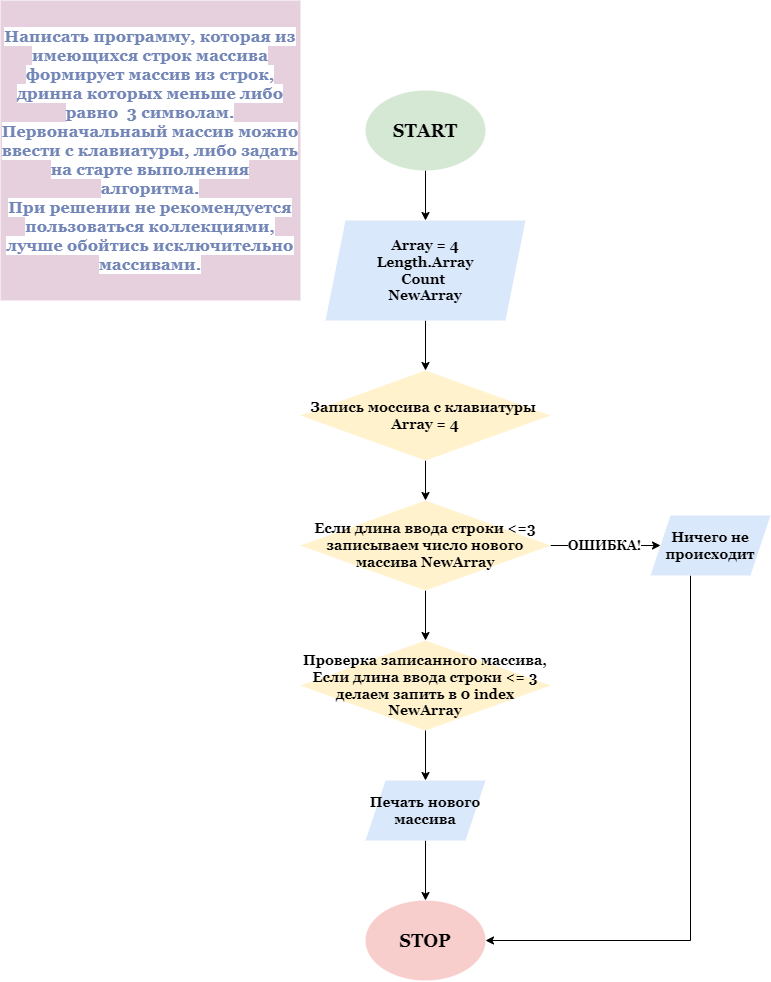 Написать программу, которая из
имеющихся строк массива
формирует массив из строк,
дринна которых меньше либо
равно 3 символам.
Первоначальнаый массив можно
ввести с клавиатуры, либо задать
на старте выполнения
алгоритма.
При решении не рекомендуется
пользоваться коллекциями,
лучше обойтись исключительно
массивами.
START
Array = 4
Length.Array
Count
NewArray
Запись моссива с клавиатуры
Array = 4
Если длина ввода строки <=3
записываем число нового
массива NewArray
ОШИБКА!
Ничего не
происходит
Проверка записанного массива,
Если длина ввода строки <= 3
делаем запить в 0 index
NewArray
Печать нового
массива
STOP